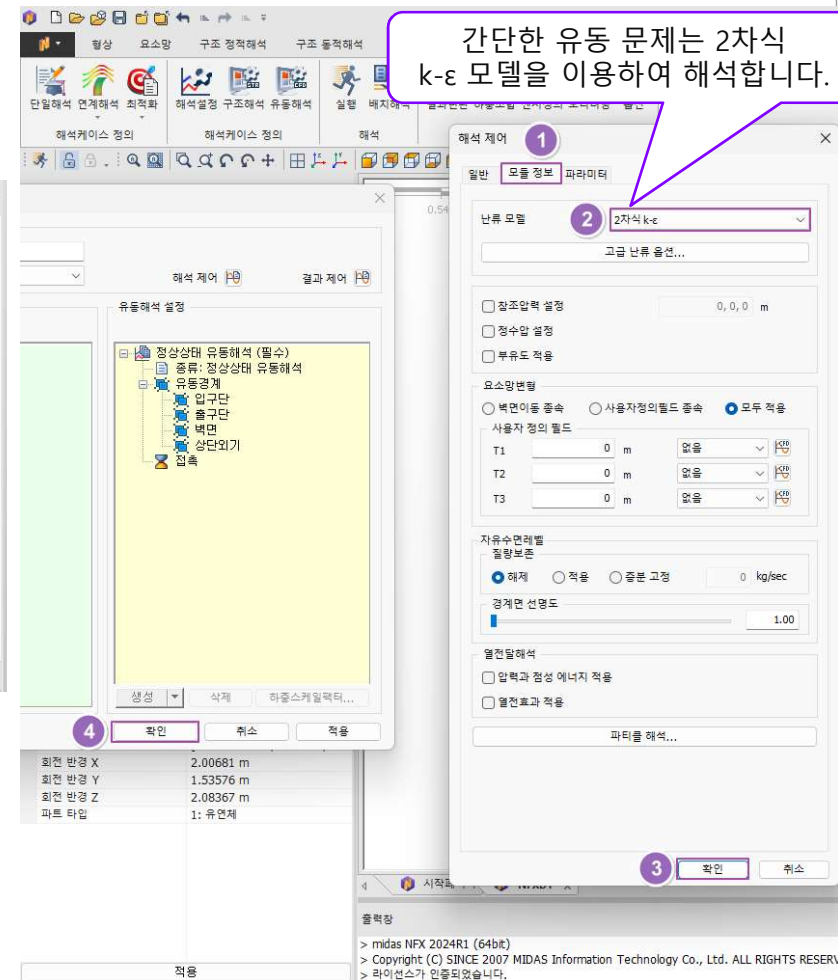 간단한 유동 문제는 2차식
k-ε 모델을 이용하여 해석합니다.
형상 요소망 구조 정적해석 구조 동적해석
단일해석 연계해석 최적화 해석설정 구조해석 유동해석 실행
해석케이스 정의 해석케이스 정의 해석
해석 제어 1
일반 모듈 정보 파라미터
난류 모델 2 2차식 k-ε
고급 난류 옵션...
참조압력 설정 0, 0, 0 m
정수압 설정
부유도 적용
요소망변형
벽면이동 종속 사용자정의필드 종속 모두 적용
사용자 정의 필드
T1 0 m 없음
T2 0 m 없음
T3 0 m 없음
자유수면레벨
질량보존
해제 적용 증분 고정 0 kg/sec
경계면 선명도
1.00
열전달해석
압력과 점성 에너지 적용
열전효과 적용
파티클 해석...
3 확인 취소
해석 제어 결과 제어
유동해석 설정
정상상태 유동해석 (필수)
종류: 정상상태 유동해석
유동경계
입구단
출구단
벽면
상단외기
접촉
생성 삭제 하중스케일팩터...
4 확인 취소 적용
회전 반경 X 2.00681 m
회전 반경 Y 1.53576 m
회전 반경 Z 2.08367 m
파트 타입 1: 유연체
적용
출력창
> midas NFX 2024R1 (64bit)
> Copyright (C) SINCE 2007 MIDAS Information Technology Co., Ltd. ALL RIGHTS RESERV
> 라이선스가 인증되었습니다.